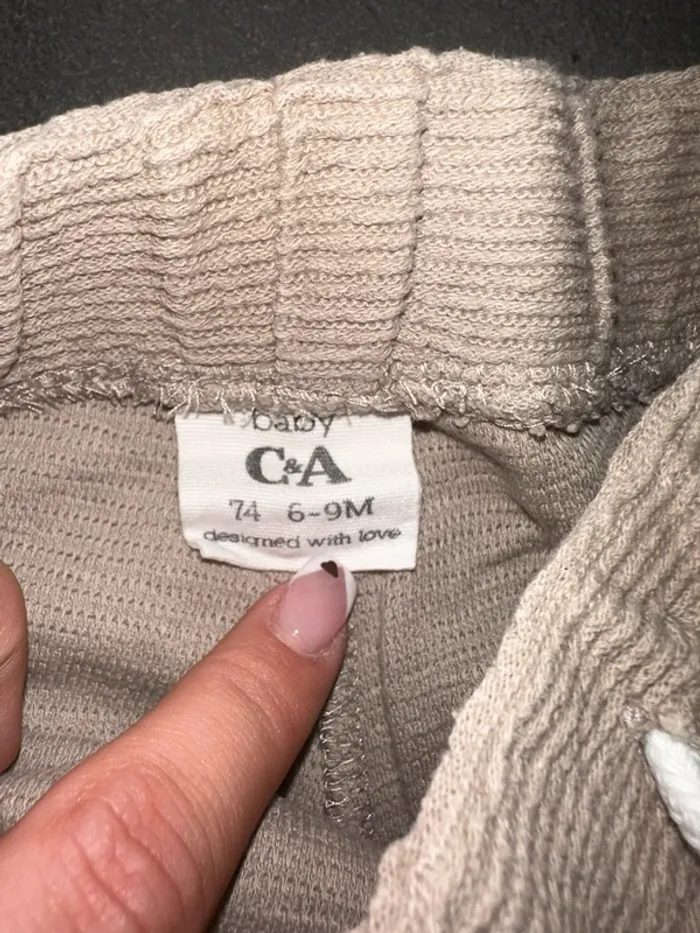 baby
C&A
74 6-9M
designed with love